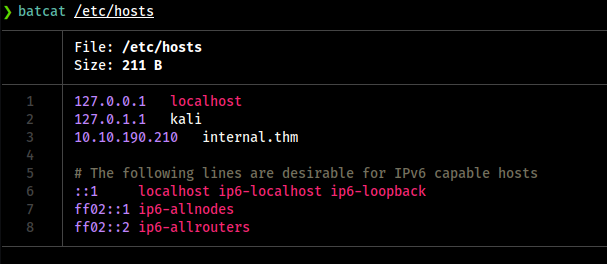 ❯ batcat /etc/hosts
File: /etc/hosts
Size: 211 B
1 127.0.0.1 localhost
2 127.0.1.1 kali
3 10.10.190.210 internal.thm
4
5 # The following lines are desirable for IPv6 capable hosts
6 ::1 localhost ip6-localhost ip6-loopback
7 ff02::1 ip6-allnodes
8 ff02::2 ip6-allrouters